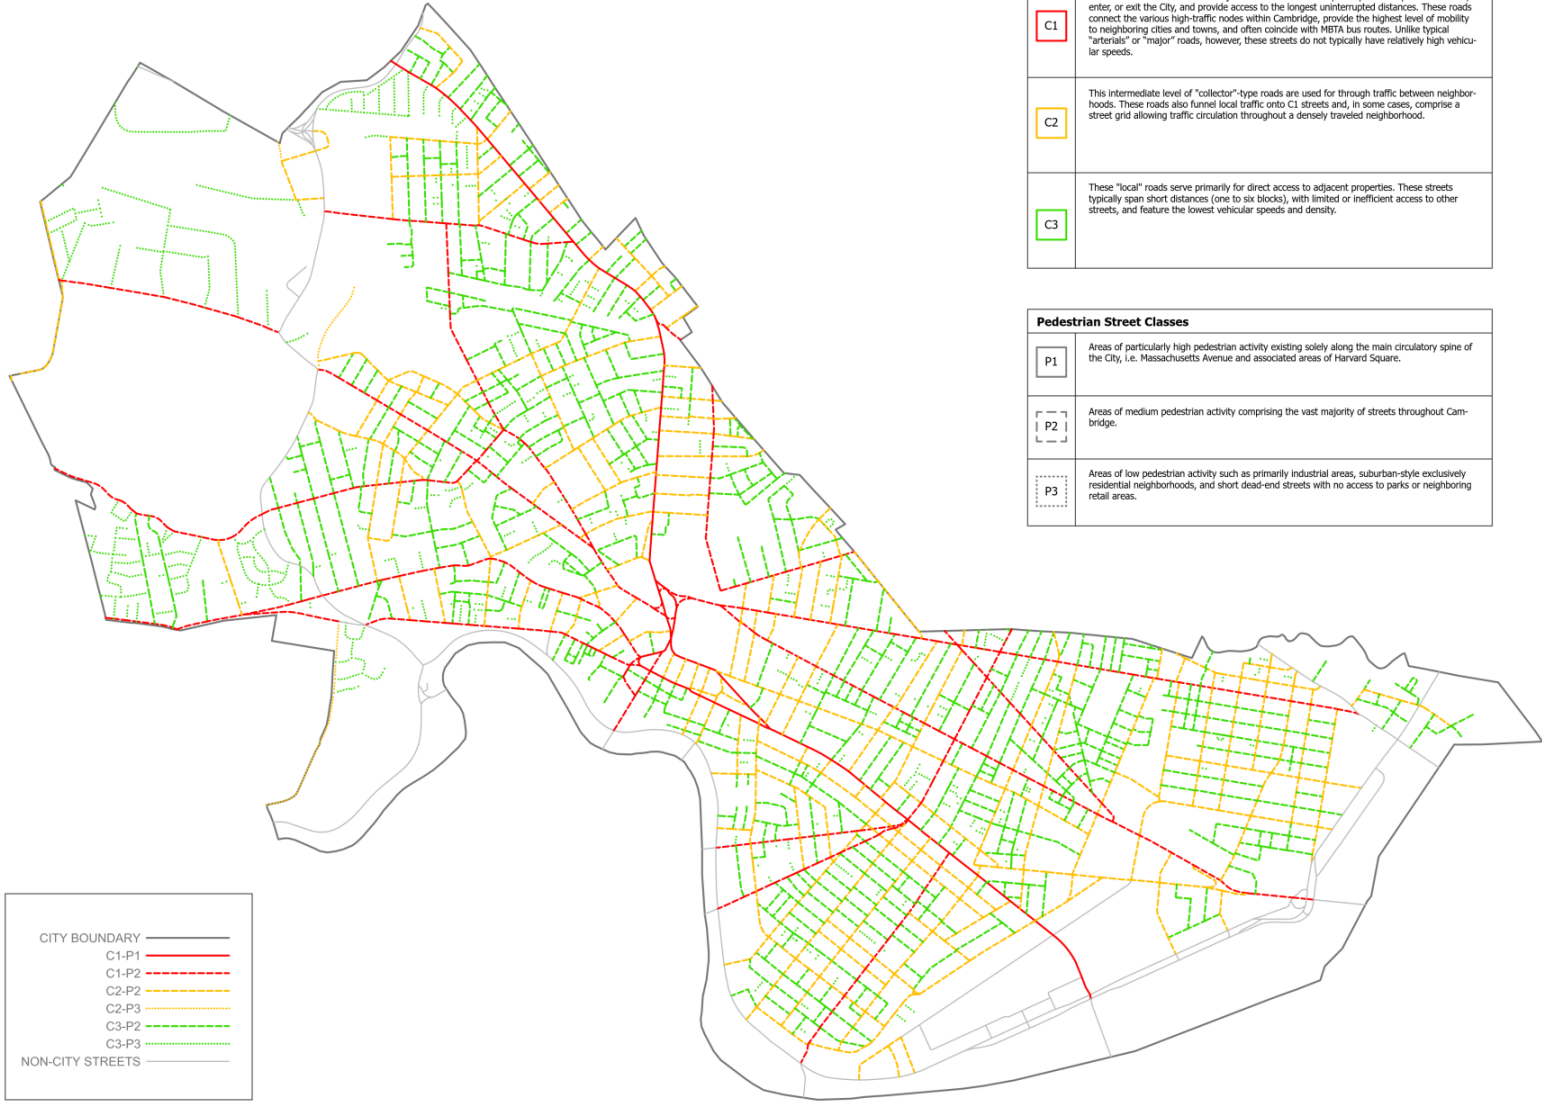 enter, or exit the City, and provide access to the longest uninterrupted distances. These roads
connect the various high-traffic nodes within Cambridge, provide the highest level of mobility
to neighboring cities and towns, and often coincide with MBTA bus routes. Unlike typical
"arterials" or "major" roads, however, these streets do not typically have relatively high vehicu-
lar speeds.
C1
This intermediate level of "collector"-type roads are used for through traffic between neighbor-
hoods. These roads also funnel local traffic onto C1 streets and, in some cases, comprise a
street grid allowing traffic circulation throughout a densely traveled neighborhood.
C2
These "local" roads serve primarily for direct access to adjacent properties. These streets
typically span short distances (one to six blocks), with limited or inefficient access to other
streets, and feature the lowest vehicular speeds and density.
C3
Pedestrian Street Classes
P1
Areas of particularly high pedestrian activity existing solely along the main circulatory spine of
the City, i.e. Massachusetts Avenue and associated areas of Harvard Square.
P2
Areas of medium pedestrian activity comprising the vast majority of streets throughout Cam-
bridge.
P3
Areas of low pedestrian activity such as primarily industrial areas, suburban-style exclusively
residential neighborhoods, and short dead-end streets with no access to parks or neighboring
retail areas.
CITY BOUNDARY
C1-P1
C1-P2
C2-P2
C2-P3
C3-P2
C3-P3
NON-CITY STREETS